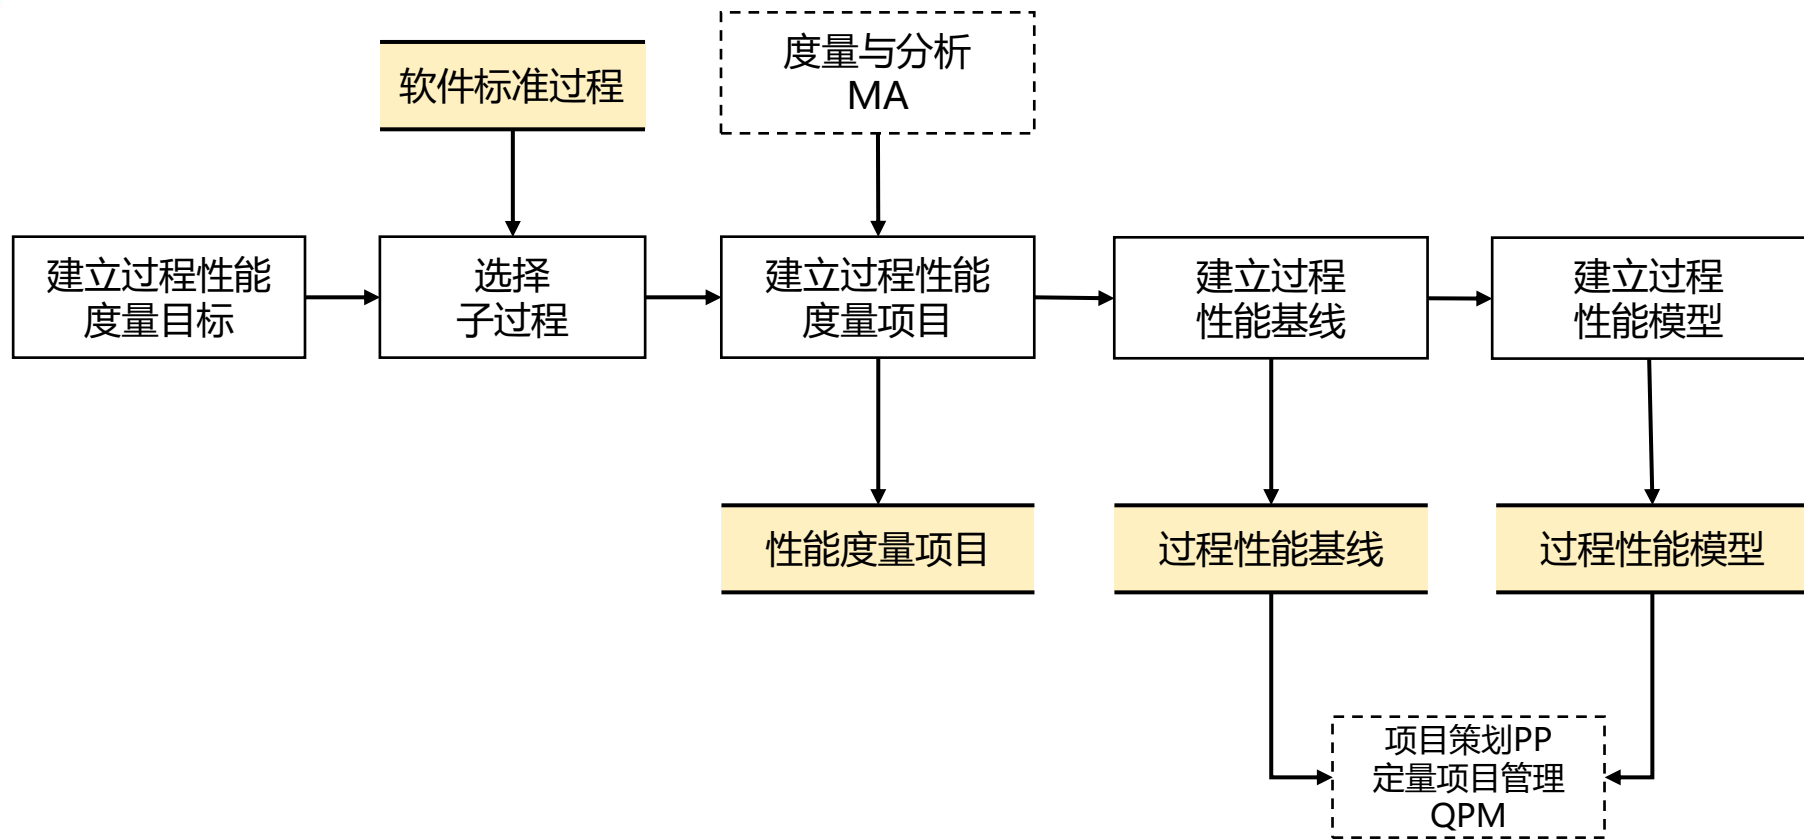 软件标准过程
度量与分析
MA
建立过程性能
度量目标
选择
子过程
建立过程性能
度量项目
建立过程
性能基线
建立过程
性能模型
性能度量项目
过程性能基线
过程性能模型
项目策划PP
定量项目管理
QPM